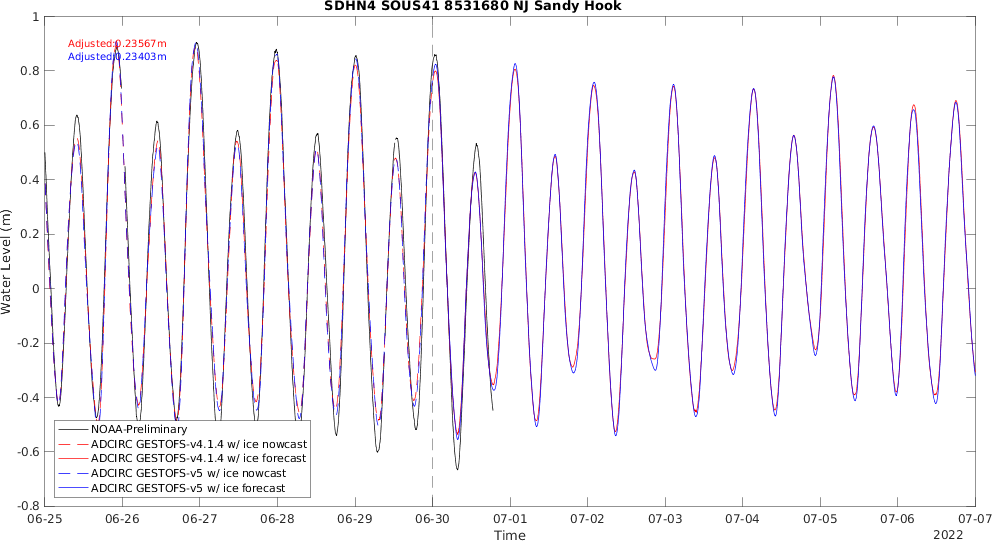 SDHN4 SOUS41 8531680 NJ Sandy Hook
Adjusted:0.23567m
Adjusted:0.23403m
Water Level (m)
1
0.8
0.6
0.4
0.2
0
-0.2
-0.4
-0.6
-0.8
NOAA-Preliminary
ADCIRC GESTOFS-v4.1.4 w/ ice nowcast
ADCIRC GESTOFS-v4.1.4 w/ ice forecast
ADCIRC GESTOFS-v5 w/ ice nowcast
ADCIRC GESTOFS-v5 w/ ice forecast
06-25 06-26 06-27 06-28 06-29 06-30 07-01 07-02 07-03 07-04 07-05 07-06 07-07
Time
2022